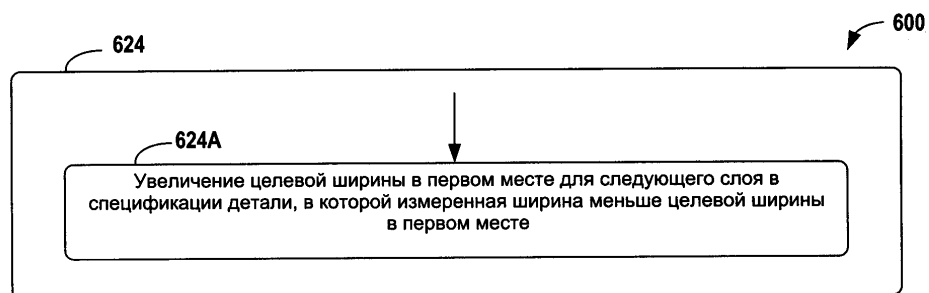 600
624
624A
Увеличение целевой ширины в первом месте для следующего слоя в
спецификации детали, в которой измеренная ширина меньше целевой ширины
в первом месте